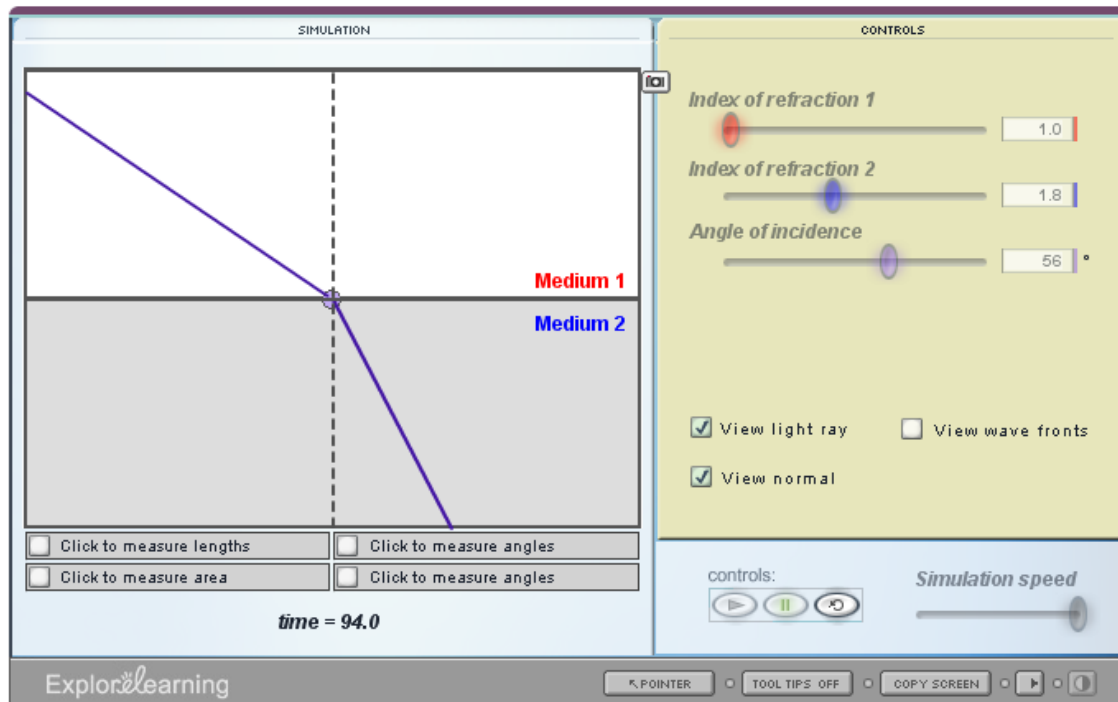 SIMULATION
CONTROLS
Medium 1
Medium 2
Click to measure lengths
Click to measure angles
Click to measure area
Click to measure angles
time = 94.0
Index of refraction 1
1.0
Index of refraction 2
1.8
Angle of incidence
56 °
View light ray
View wave fronts
View normal
controls:
Simulation speed
ExploreLearning
POINTER
TOOL TIPS OFF
COPY SCREEN